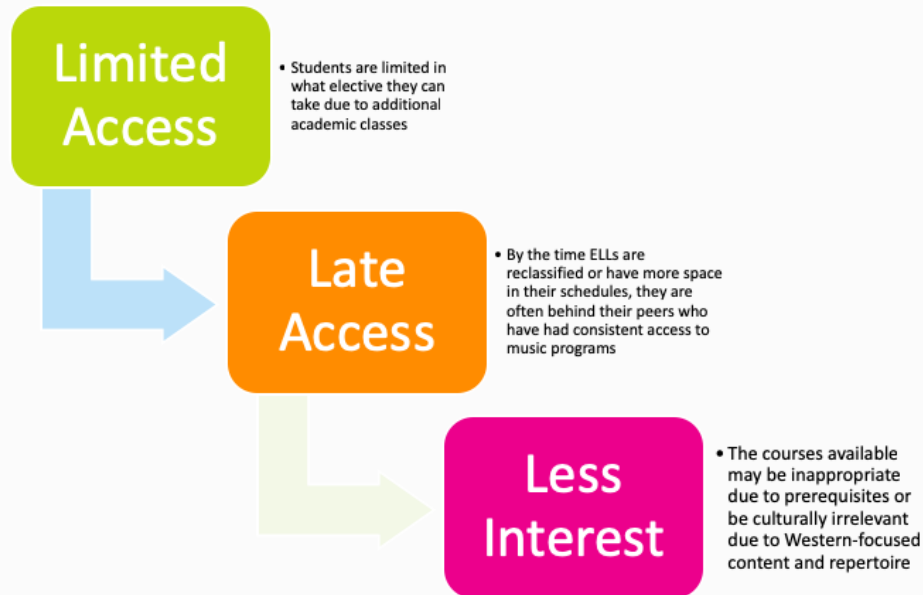 Limited
Access
• Students are limited in
what elective they can
take due to additional
academic classes
Late
Access
• By the time ELLs are
reclassified or have more space
in their schedules, they are
often behind their peers who
have had consistent access to
music programs
Less
Interest
• The courses available
may be inappropriate
due to prerequisites or
be culturally irrelevant
due to Western-focused
content and repertoire